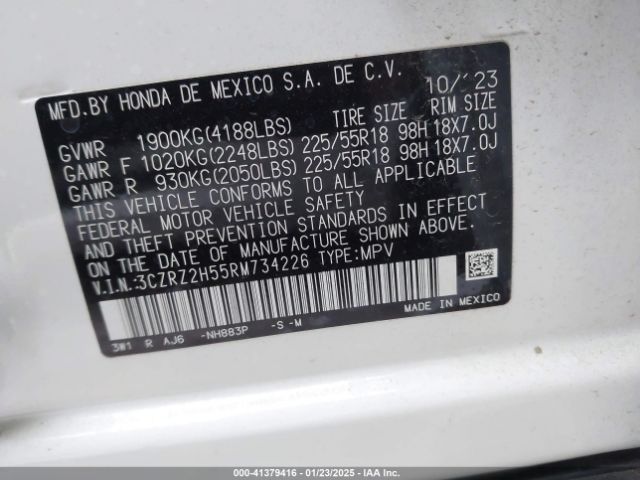 MFD. BY HONDA DE MEXICO S.A. DE C.V. 10/'23
TIRE SIZE RIM SIZE
GVWR 1900KG(4188LBS)
GAWR F 1020KG(2248LBS) 225/55R18 98H 18X7.0J
GAWR R 930KG(2050LBS) 225/55R18 98H 18X7.0J
THIS VEHICLE CONFORMS TO ALL APPLICABLE
FEDERAL MOTOR VEHICLE SAFETY
AND THEFT PREVENTION STANDARDS IN EFFECT
ON THE DATE OF MANUFACTURE SHOWN ABOVE.
V.I.N.:3CZRZ2H55RM734226 TYPE:MPV
3W1 R AJ6 -NH883P -S -M MADE IN MEXICO
000-41379416 - 01/23/2025 - IAA Inc.